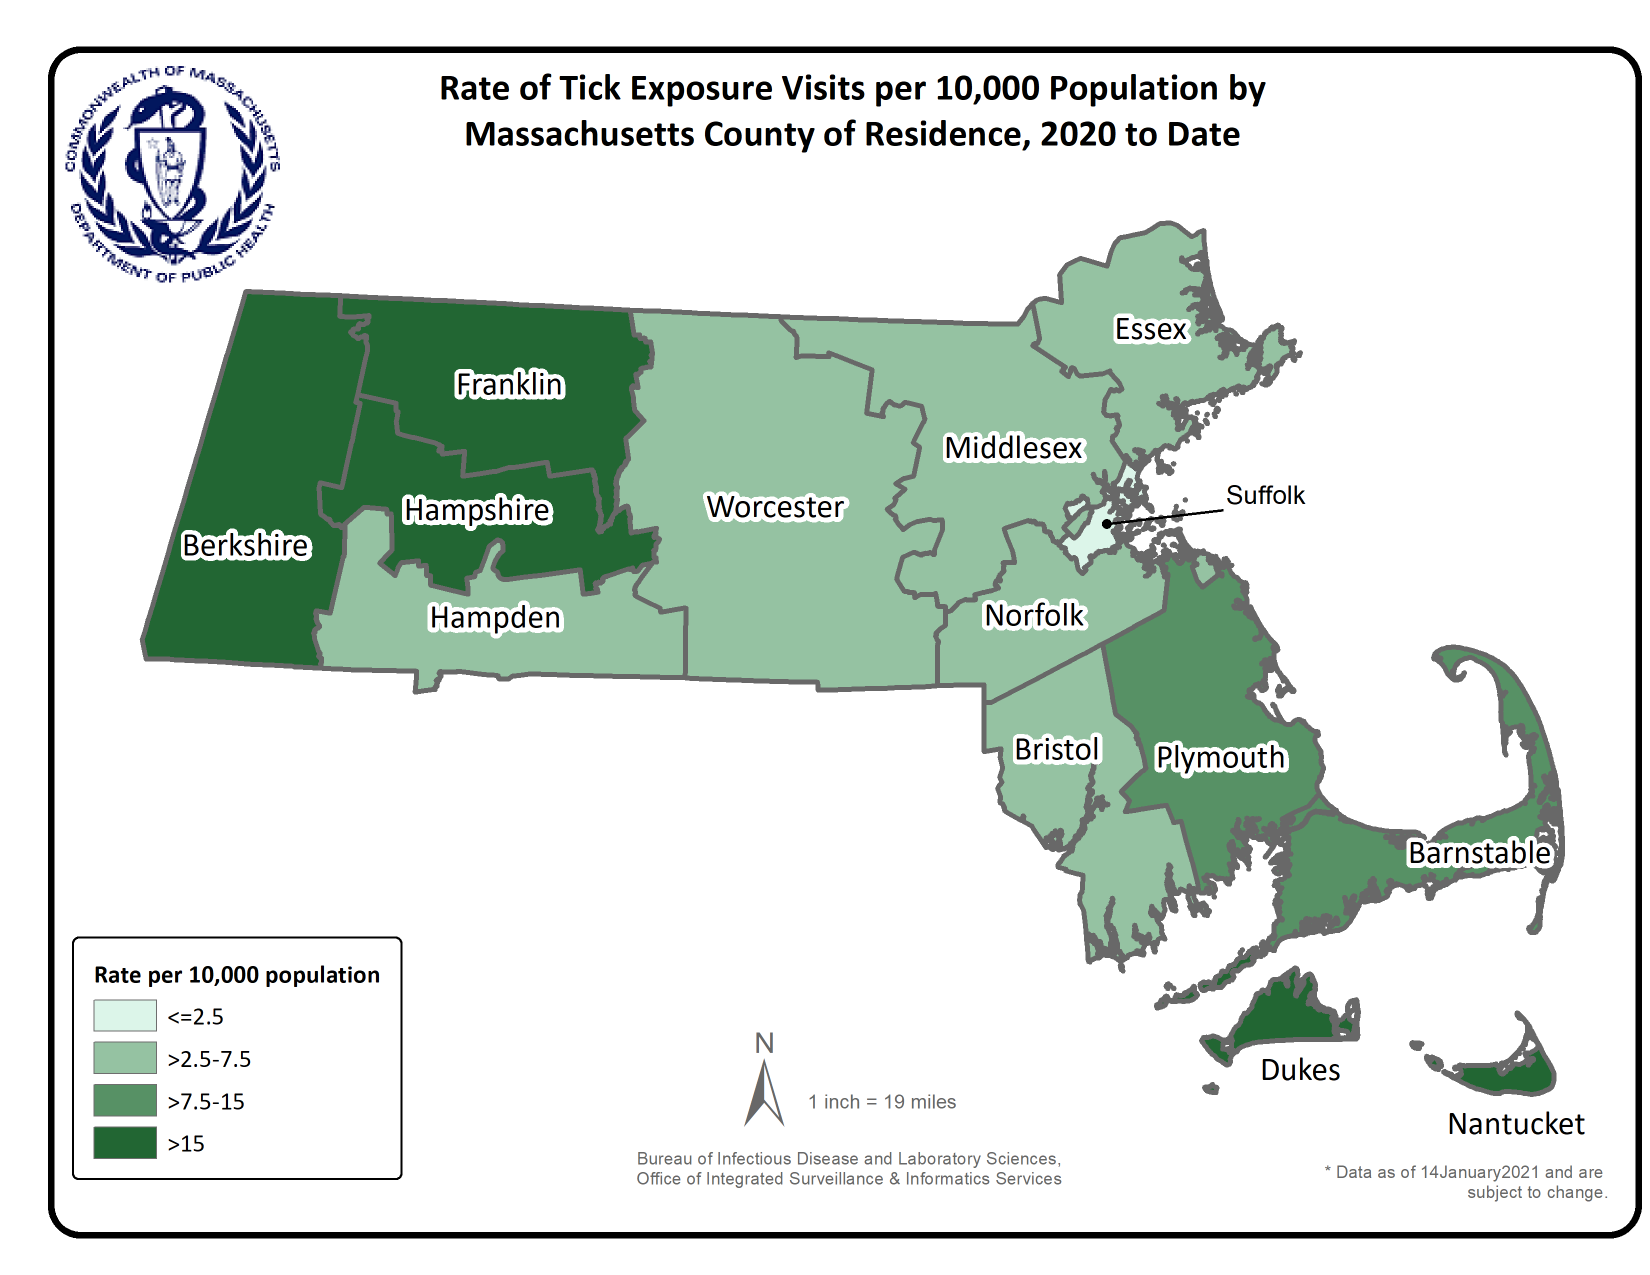 COMMONWEALTH OF MASSACHUSETTS
DEPARTMENT OF PUBLIC HEALTH
Rate of Tick Exposure Visits per 10,000 Population by
Massachusetts County of Residence, 2020 to Date
Essex
Franklin
Middlesex
Suffolk
Hampshire
Worcester
Berkshire
Hampden
Norfolk
Bristol
Plymouth
Barnstable
Dukes
Nantucket
Rate per 10,000 population
<=2.5
>2.5-7.5
>7.5-15
>15
N
1 inch = 19 miles
Bureau of Infectious Disease and Laboratory Sciences,
Office of Integrated Surveillance & Informatics Services
* Data as of 14January2021 and are
subject to change.